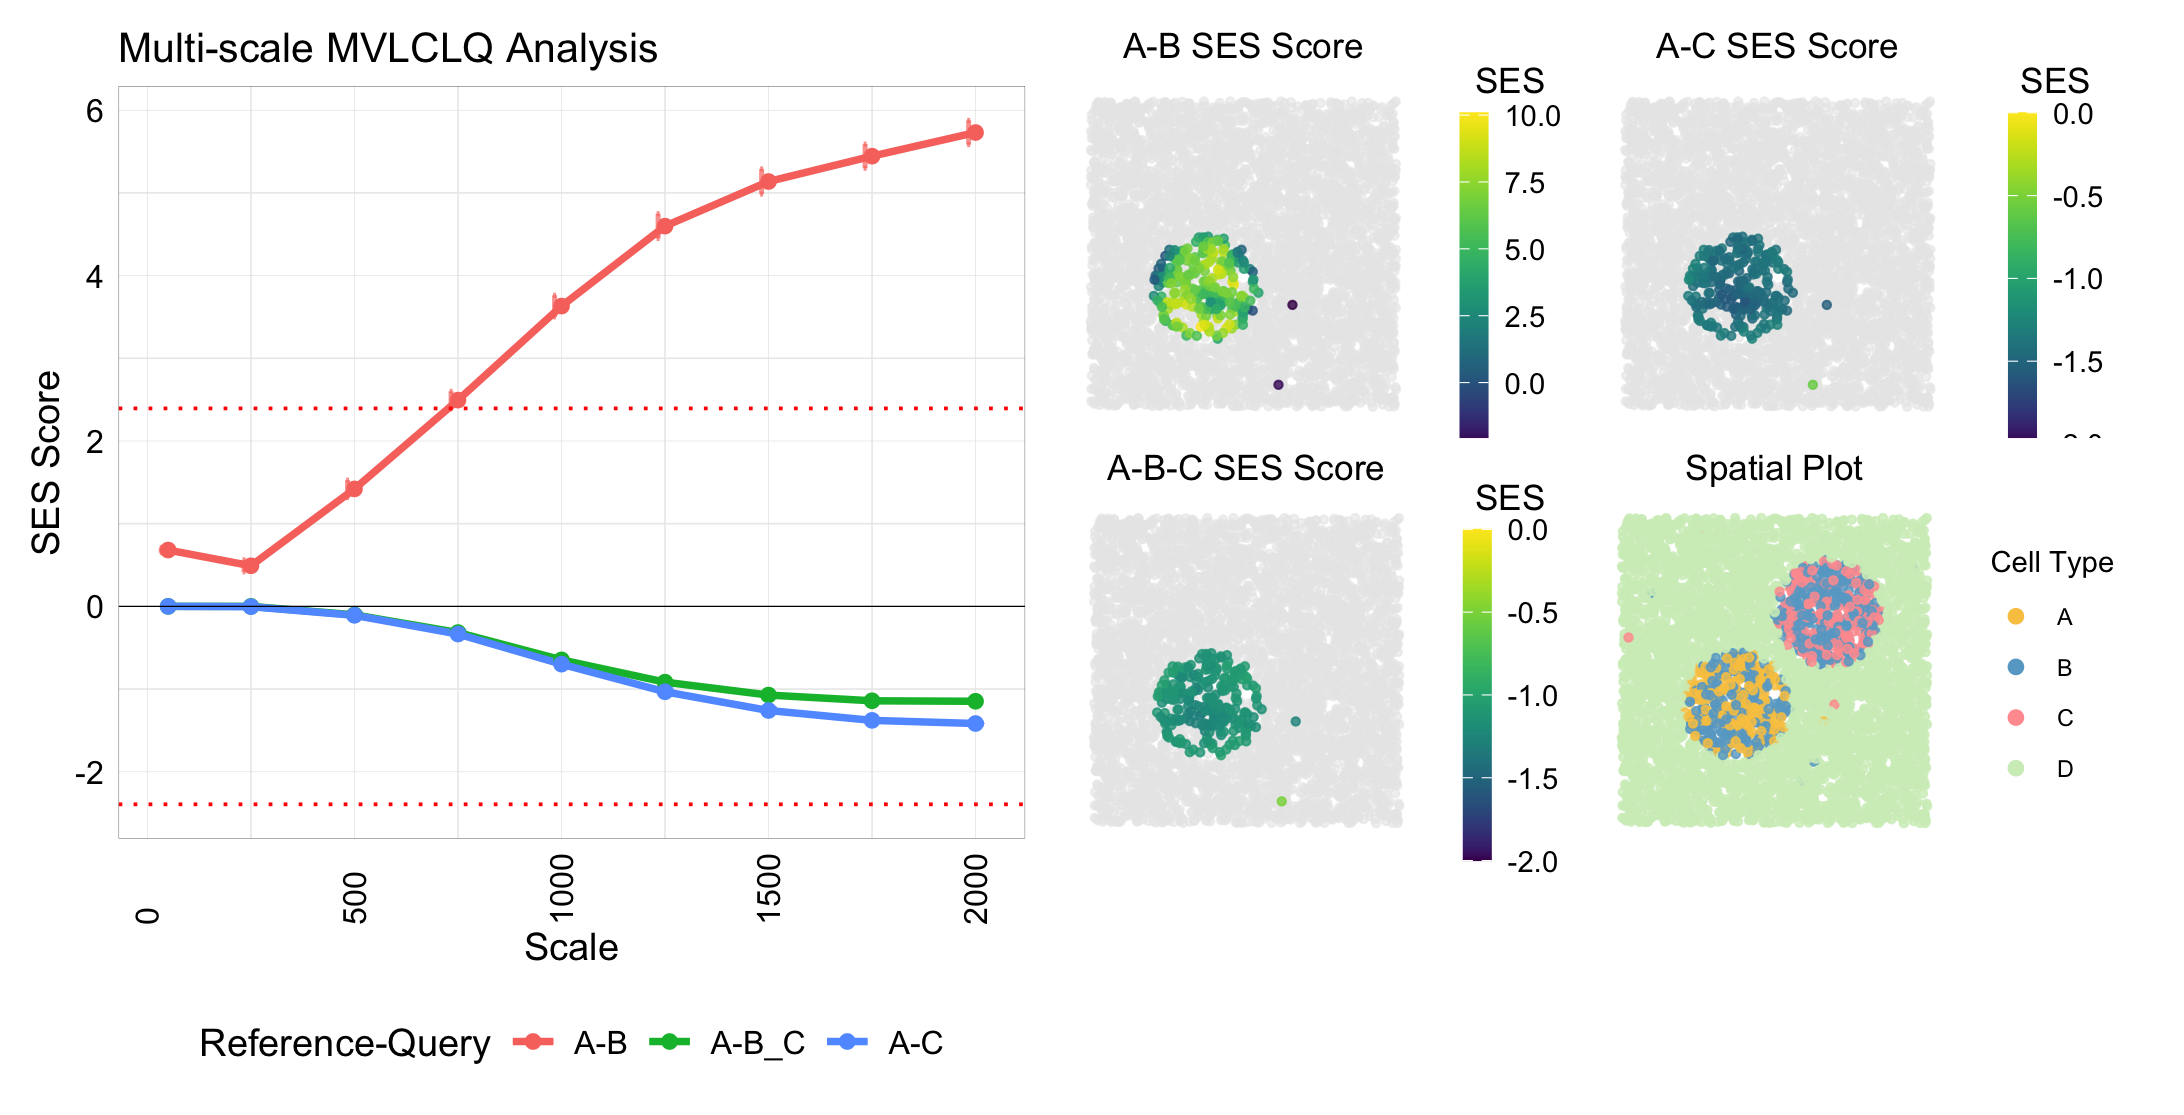 Multi-scale MVLCLQ Analysis
SES Score
6
4
2
0
-2
0
500
1000
1500
2000
Scale
Reference-Query
A-B
A-B_C
A-C
A-B SES Score
SES
10.0
7.5
5.0
2.5
0.0
A-C SES Score
SES
0.0
-0.5
-1.0
-1.5
A-B-C SES Score
SES
0.0
-0.5
-1.0
-1.5
-2.0
Spatial Plot
Cell Type
A
B
C
D